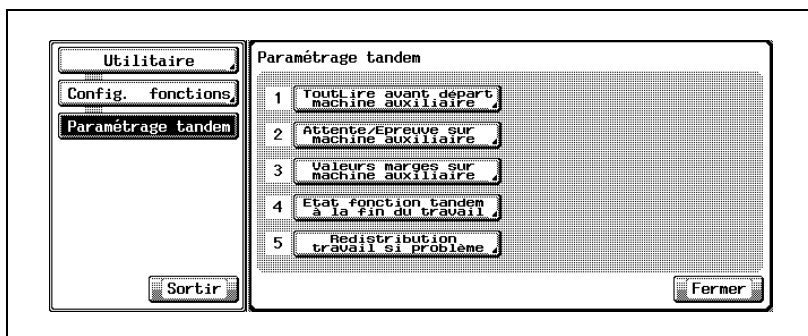 Utilitaire
Config. fonctions
Paramétrage tandem
Sortir
Paramétrage tandem
1 ToutLire avant départ
machine auxiliaire
2 Attente/Epreuve sur
machine auxiliaire
3 Valeurs marges sur
machine auxiliaire
4 Etat fonction tandem
à la fin du travail
5 Redistribution
travail si problème
Fermer